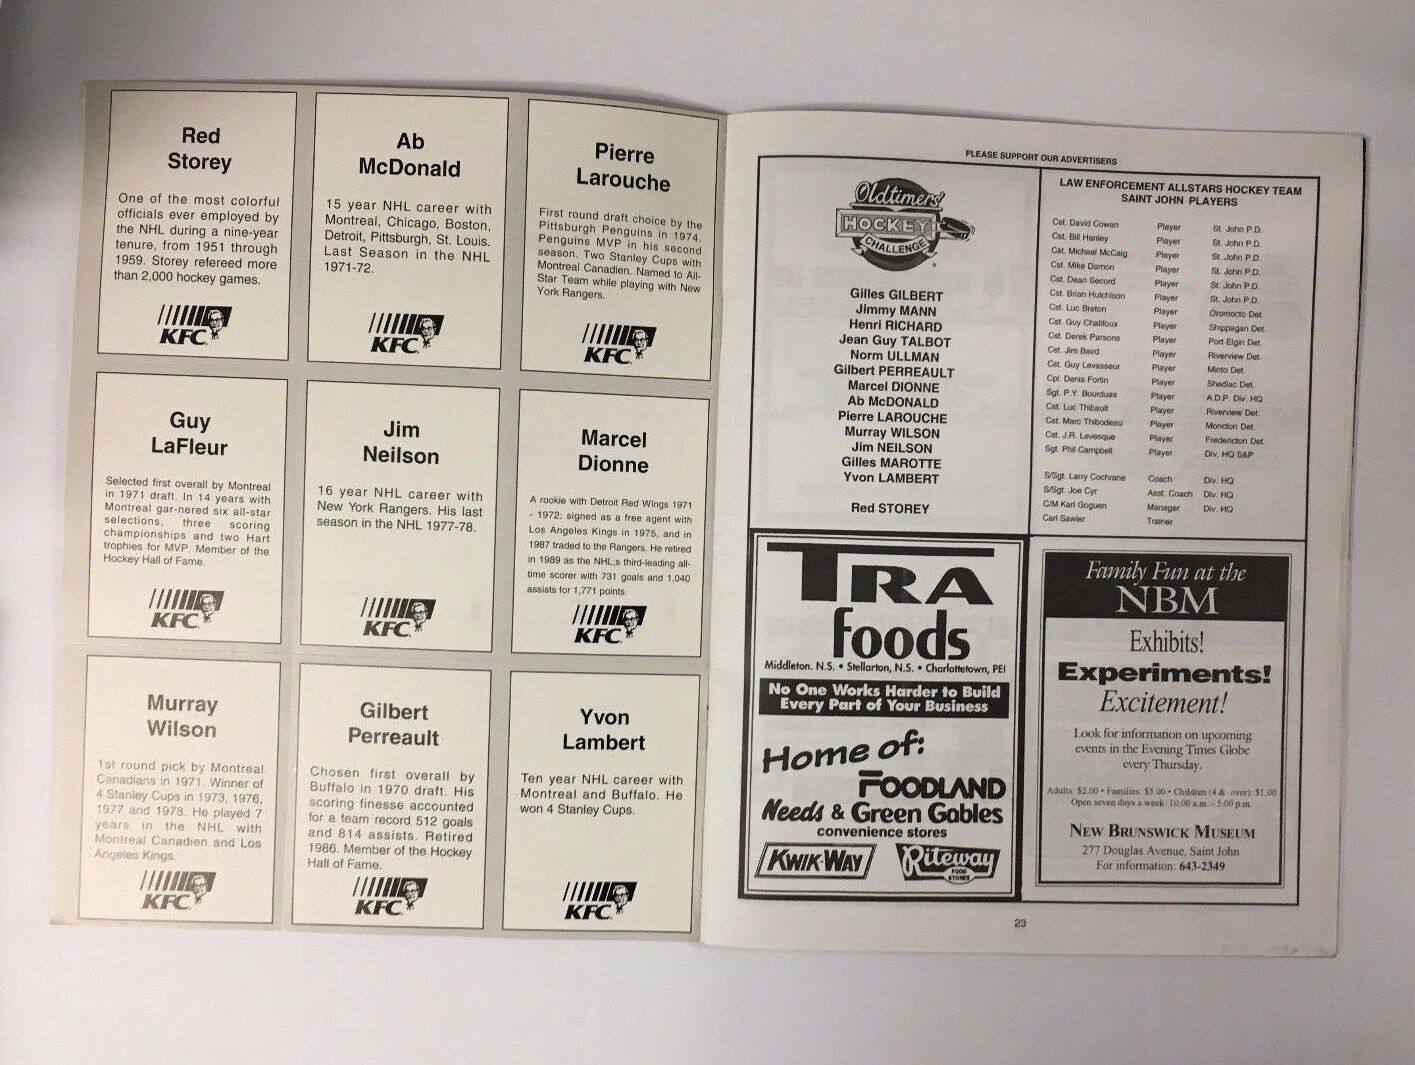 Red
Storey
One of the most colorful
officials ever employed by
the NHL during a nine-year
tenure, from 1951 through
1959. Storey refereed more
than 2,000 hockey games.
KFC
Ab
McDonald
15 year NHL career with
Montreal, Chicago, Boston,
Detroit, Pittsburgh, St. Louis.
Last Season in the NHL
1971-72.
KFC
Pierre
Larouche
First round draft choice by the
Pittsburgh Penguins in 1974.
Penguins MVP in his second
season. Two Stanley Cups with
Montreal Canadien. Named to All-
Star Team while playing with New
York Rangers.
KFC
Guy
LaFleur
Selected first overall by Montreal
in 1971 draft. In 14 years with
Montreal gar-nered six all-star
selections, three scoring
championships and two Hart
trophies for MVP. Member of the
Hockey Hall of Fame.
KFC
Jim
Neilson
16 year NHL career with
New York Rangers. His last
season in the NHL 1977-78.
KFC
Marcel
Dionne
A rookie with Detroit Red Wings 1971
- 1972; signed as a free agent with
Los Angeles Kings in 1975, and in
1987 traded to the Rangers. He retired
in 1989 as the NHL;s third-leading all-
time scorer with 731 goals and 1,040
assists for 1,771 points.
KFC
Murray
Wilson
1st round pick by Montreal
Canadiens in 1971. Winner of
4 Stanley Cups in 1973, 1976,
1977 and 1978. He played 7
years in the NHL with
Montreal Canadien and Los
Angeles Kings.
KFC
Gilbert
Perreault
Chosen first overall by
Buffalo in 1970 draft. His
scoring finesse accounted
for a team record 512 goals
and 814 assists. Retired
1986. Member of the Hockey
Hall of Fame.
KFC
Yvon
Lambert
Ten year NHL career with
Montreal and Buffalo. He
won 4 Stanley Cups.
KFC
PLEASE SUPPORT OUR ADVERTISERS
Oldtimers'
HOCKEY
CHALLENGE
Gilles GILBERT
Jimmy MANN
Henri RICHARD
Jean Guy TALBOT
Norm ULLMAN
Gilbert PERREAULT
Marcel DIONNE
Ab McDONALD
Pierre LAROUCHE
Murray WILSON
Jim NEILSON
Gilles MAROTTE
Yvon LAMBERT
Red STOREY
LAW ENFORCEMENT ALLSTARS HOCKEY TEAM
SAINT JOHN PLAYERS
Cst. David Cowan Player St. John P.D.
Cst. Bill Hanley Player St. John P.D.
Cst. Michael McCaig Player St. John P.D.
Cst. Mike Damon Player St. John P.D.
Cst. Dean Secord Player St. John P.D.
Cst. Brian Hutchison Player St. John P.D.
Cst. Luc Breton Player Oromocto Det.
Cst. Guy Chalifoux Player Shippagan Det.
Cst. Derek Parsons Player Port Elgin Det.
Cst. Jim Baird Player Riverview Det.
Cst. Guy Levasseur Player Minto Det.
Cpl. Denis Fortin Player Shediac Det.
Sgt. P.Y. Bourduas Player A.D.P. Div. HQ
Cst. Luc Thibault Player Riverview Det.
Cst. Marc Thibodeau Player Moncton Det.
Cst. J.R. Levesque Player Fredericton Det.
Sgt. Phil Campbell Player Div. HQ S&P
S/Sgt. Larry Cochrane Coach Div. HQ
S/Sgt. Joe Cyr Asst. Coach Div. HQ
C/M Karl Goguen Manager Div. HQ
Carl Sawler Trainer
TRA
foods
Middleton. N.S. • Stellarton, N.S. • Charlottetown, PEI
No One Works Harder to Build
Every Part of Your Business
Home of:
FOODLAND
Needs & Green Gables
convenience stores
KWIK-WAY
Riteway
FOOD
STORES
Family Fun at the
NBM
Exhibits!
Experiments!
Excitement!
Look for information on upcoming
events in the Evening Times Globe
every Thursday.
Adults: $2.00 • Families: $5.00 • Children (4 & over): $1.00
Open seven days a week: 10:00 a.m. - 5:00 p.m.
NEW BRUNSWICK MUSEUM
277 Douglas Avenue, Saint John
For information: 643-2349
23